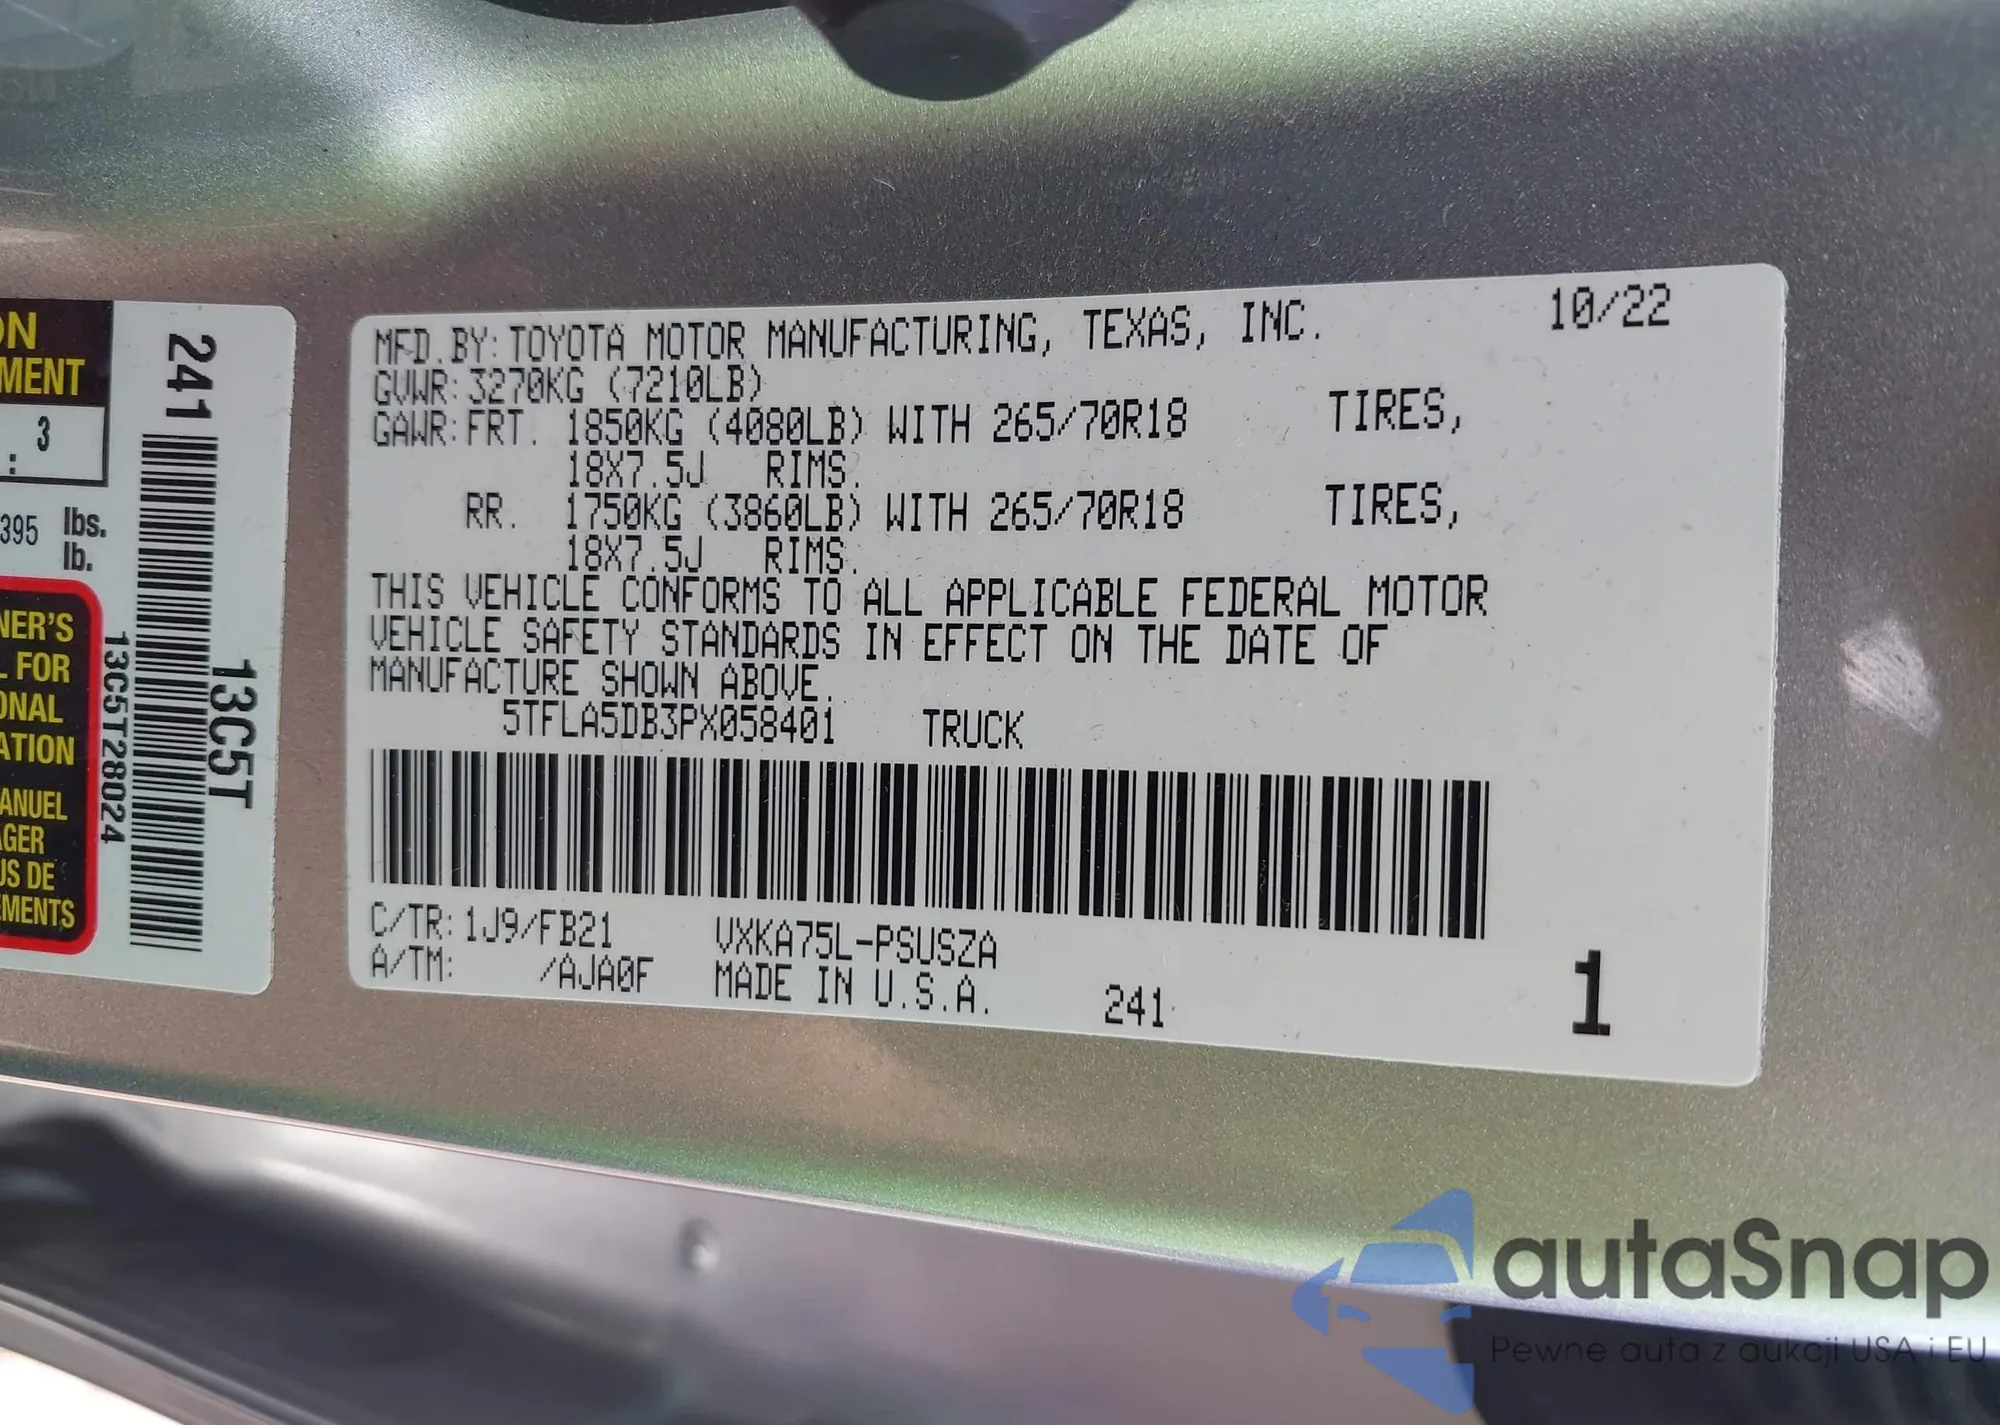 ON
MENT
3
:
395 lbs.
lb.
NER'S
L FOR
ONAL
ATION
ANUEL
AGER
US DE
EMENTS
241
13C5T
13C5T28024
MFD. BY: TOYOTA MOTOR MANUFACTURING, TEXAS, INC. 10/22
GVWR: 3270KG (7210LB)
GAWR: FRT. 1850KG (4080LB) WITH 265/70R18 TIRES,
18X7.5J RIMS.
RR. 1750KG (3860LB) WITH 265/70R18 TIRES,
18X7.5J RIMS.
THIS VEHICLE CONFORMS TO ALL APPLICABLE FEDERAL MOTOR
VEHICLE SAFETY STANDARDS IN EFFECT ON THE DATE OF
MANUFACTURE SHOWN ABOVE.
5TFLA5DB3PX058401 TRUCK
C/TR: 1J9/FB21 VXKA75L-PSUSZA
A/TM: /AJA0F MADE IN U.S.A. 241 1
autaSnap
Pewne auta z aukcji USA i EU